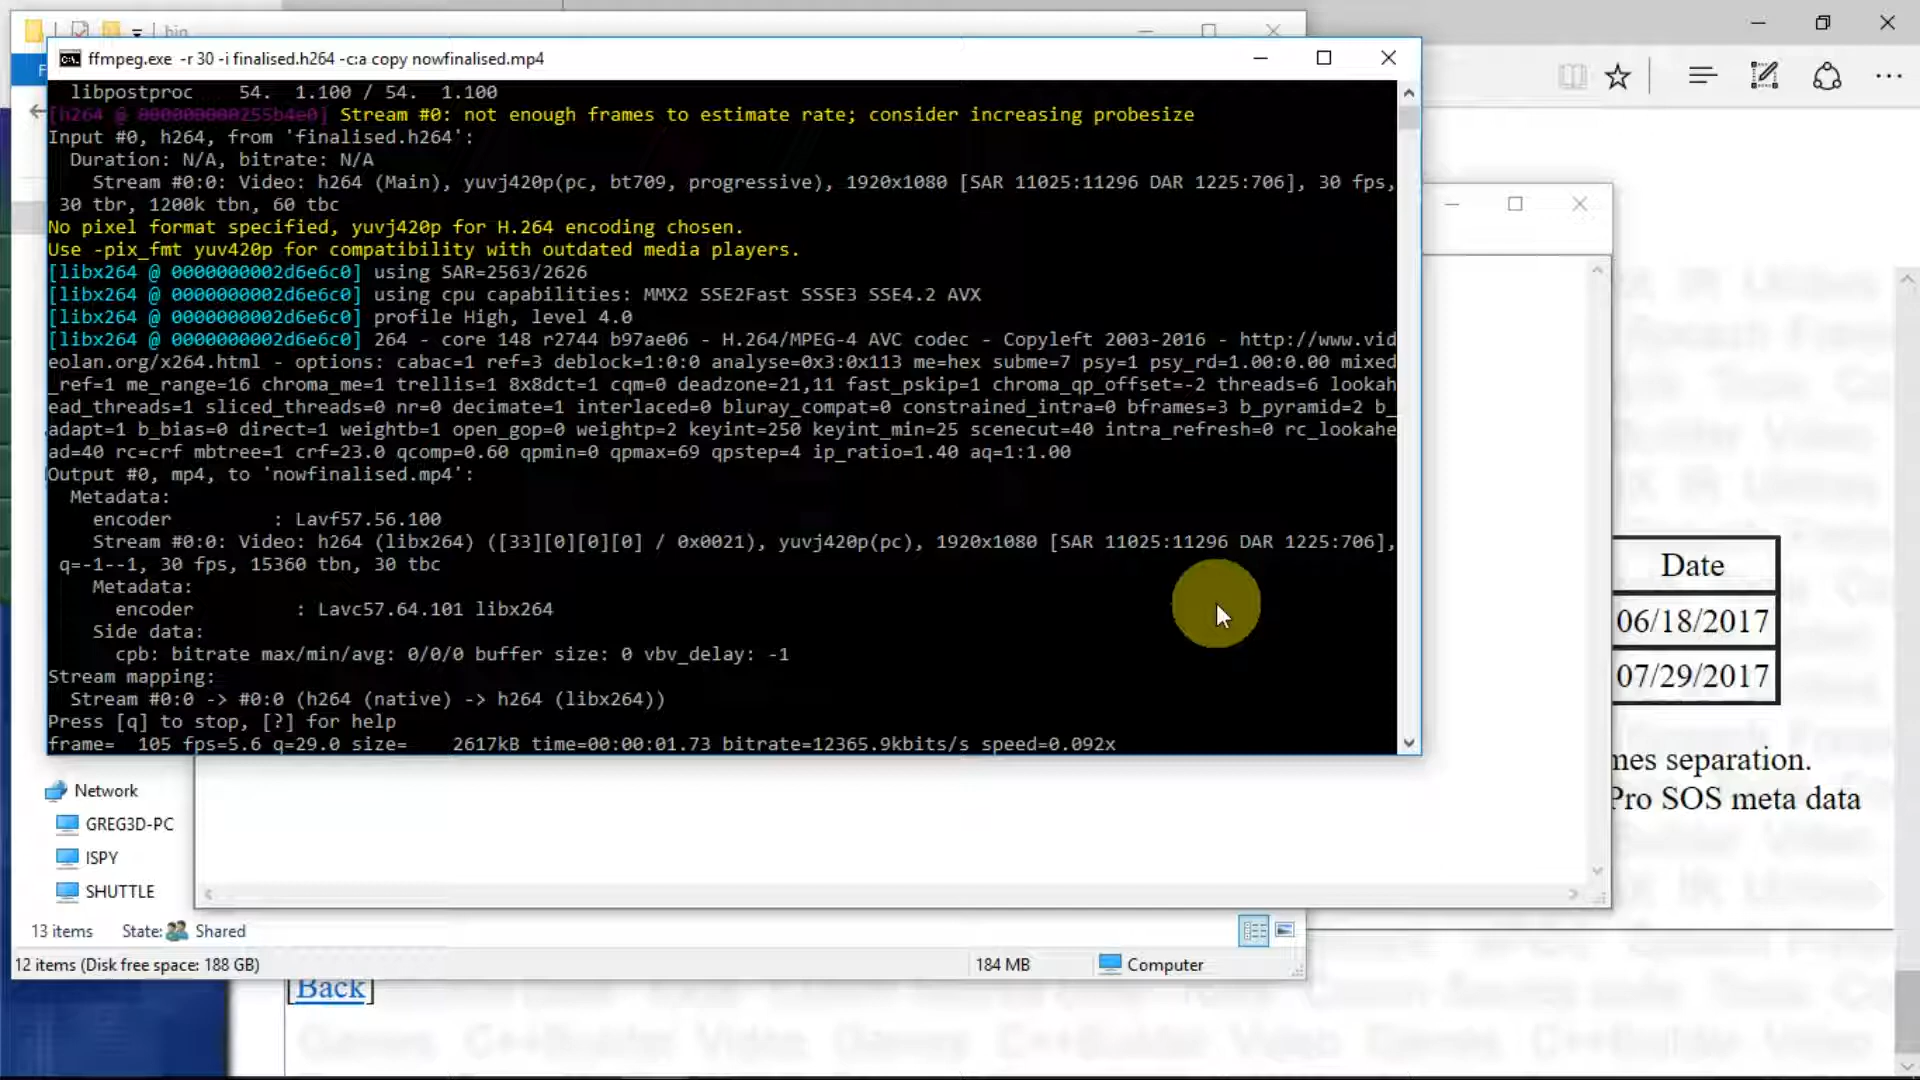 bin
ffmpeg.exe -r 30 -i finalised.h264 -c:a copy nowfinalised.mp4
libpostproc 54. 1.100 / 54. 1.100
[h264 @ 000000000255b4e0] Stream #0: not enough frames to estimate rate; consider increasing probesize
Input #0, h264, from 'finalised.h264':
Duration: N/A, bitrate: N/A
Stream #0:0: Video: h264 (Main), yuvj420p(pc, bt709, progressive), 1920x1080 [SAR 11025:11296 DAR 1225:706], 30 fps,
30 tbr, 1200k tbn, 60 tbc
No pixel format specified, yuvj420p for H.264 encoding chosen.
Use -pix_fmt yuv420p for compatibility with outdated media players.
[libx264 @ 0000000002d6e6c0] using SAR=2563/2626
[libx264 @ 0000000002d6e6c0] using cpu capabilities: MMX2 SSE2Fast SSSE3 SSE4.2 AVX
[libx264 @ 0000000002d6e6c0] profile High, level 4.0
[libx264 @ 0000000002d6e6c0] 264 - core 148 r2744 b97ae06 - H.264/MPEG-4 AVC codec - Copyleft 2003-2016 - http://www.vid
eolan.org/x264.html - options: cabac=1 ref=3 deblock=1:0:0 analyse=0x3:0x113 me=hex subme=7 psy=1 psy_rd=1.00:0.00 mixed
_ref=1 me_range=16 chroma_me=1 trellis=1 8x8dct=1 cqm=0 deadzone=21,11 fast_pskip=1 chroma_qp_offset=-2 threads=6 lookah
ead_threads=1 sliced_threads=0 nr=0 decimate=1 interlaced=0 bluray_compat=0 constrained_intra=0 bframes=3 b_pyramid=2 b_
adapt=1 b_bias=0 direct=1 weightb=1 open_gop=0 weightp=2 keyint=250 keyint_min=25 scenecut=40 intra_refresh=0 rc_lookahe
ad=40 rc=crf mbtree=1 crf=23.0 qcomp=0.60 qpmin=0 qpmax=69 qpstep=4 ip_ratio=1.40 aq=1:1.00
Output #0, mp4, to 'nowfinalised.mp4':
Metadata:
encoder : Lavf57.56.100
Stream #0:0: Video: h264 (libx264) ([33][0][0][0] / 0x0021), yuvj420p(pc), 1920x1080 [SAR 11025:11296 DAR 1225:706],
q=-1--1, 30 fps, 15360 tbn, 30 tbc
Metadata:
encoder : Lavc57.64.101 libx264
Side data:
cpb: bitrate max/min/avg: 0/0/0 buffer size: 0 vbv_delay: -1
Stream mapping:
Stream #0:0 -> #0:0 (h264 (native) -> h264 (libx264))
Press [q] to stop, [?] for help
frame= 105 fps=5.6 q=29.0 size= 2617kB time=00:00:01.73 bitrate=12365.9kbits/s speed=0.092x
Date
06/18/2017
07/29/2017
mes separation.
Pro SOS meta data
Network
GREG3D-PC
ISPY
SHUTTLE
13 items State: Shared
12 items (Disk free space: 188 GB) 184 MB Computer
[Back]
Games C++Builder Video Games C++Builder Video Games C++Builder Video